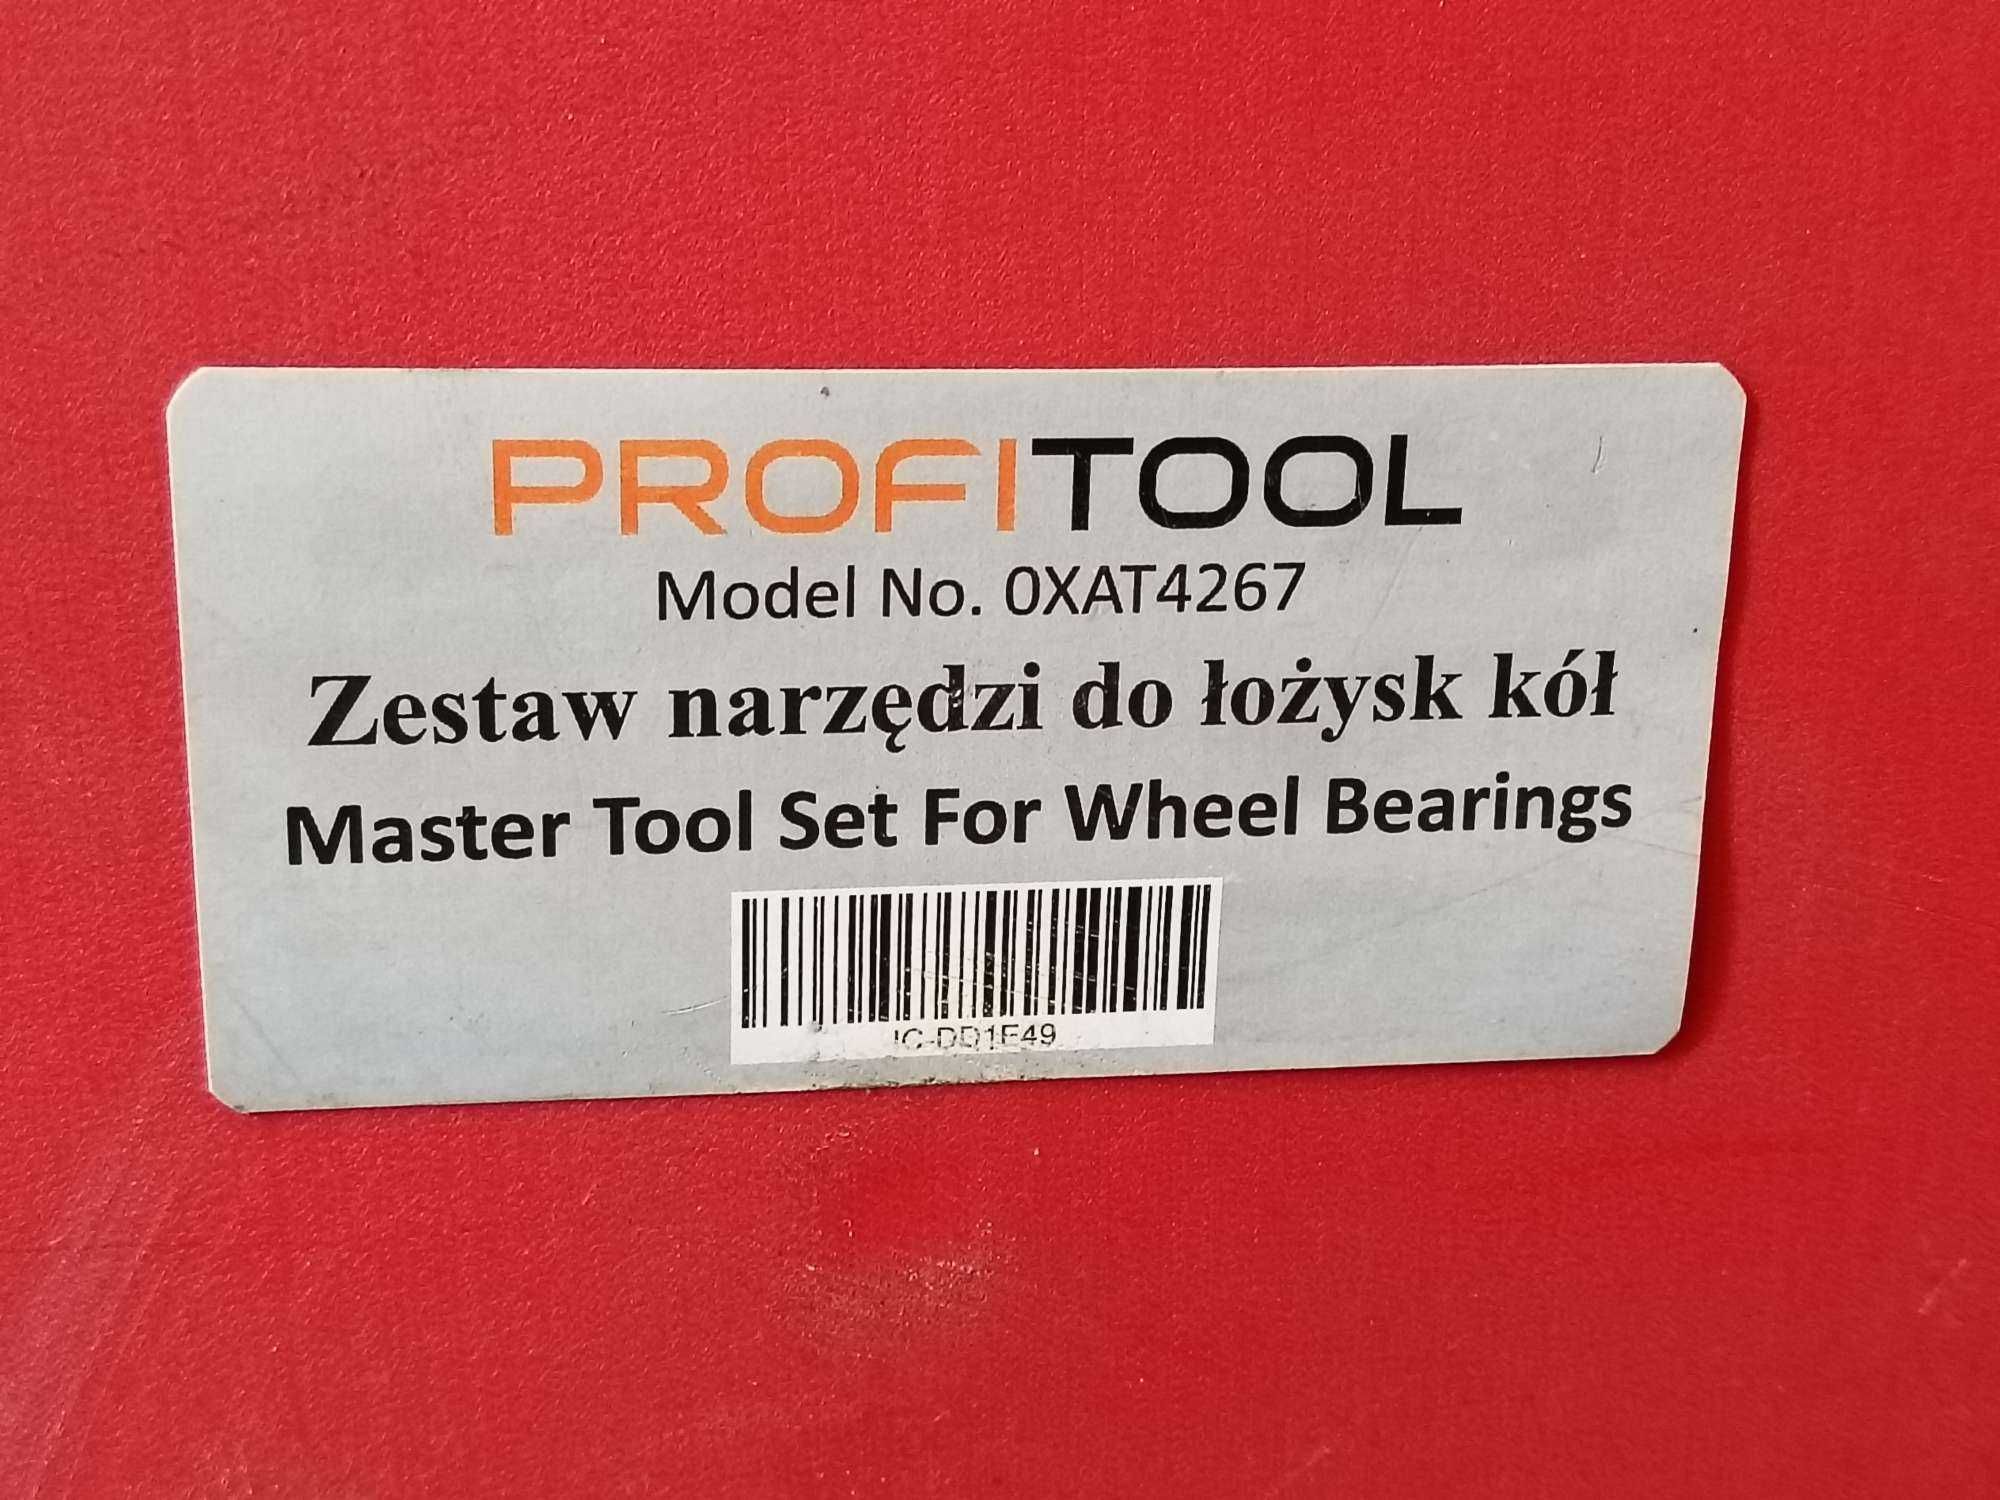 PROFITOOL
Model No. 0XAT4267
Zestaw narzędzi do łożysk kół
Master Tool Set For Wheel Bearings